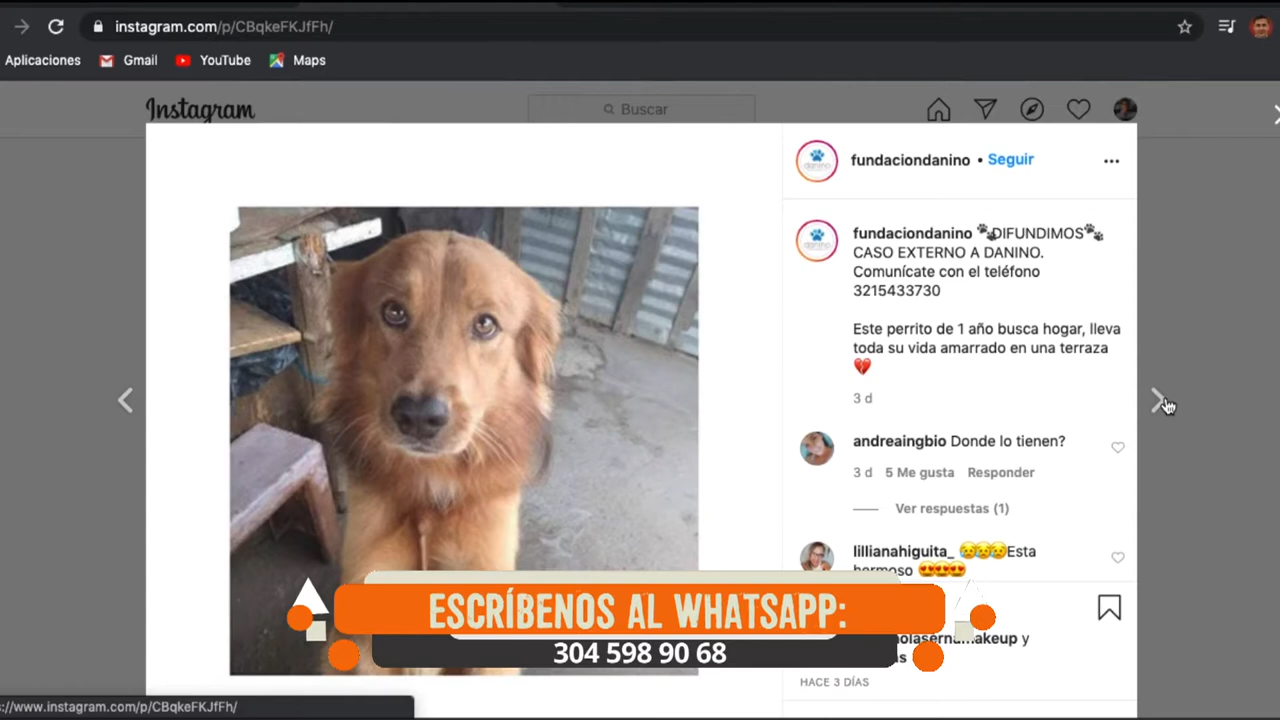 instagram.com/p/CBqkeFKJfFh/
Aplicaciones
Gmail
YouTube
Maps
Instagram
Buscar
fundaciondanino • Seguir
danino
fundaciondanino 🐾DIFUNDIMOS🐾
CASO EXTERNO A DANINO.
Comunícate con el teléfono
3215433730
Este perrito de 1 año busca hogar, lleva
toda su vida amarrado en una terraza
💔
3 d
andreaingbio Donde lo tienen?
3 d 5 Me gusta Responder
Ver respuestas (1)
lillianahiguita_ 😥😥😥Esta
hermoso 😍😍😍
ESCRÍBENOS AL WHATSAPP:
304 598 90 68
HACE 3 DÍAS
://www.instagram.com/p/CBqkeFKJfFh/